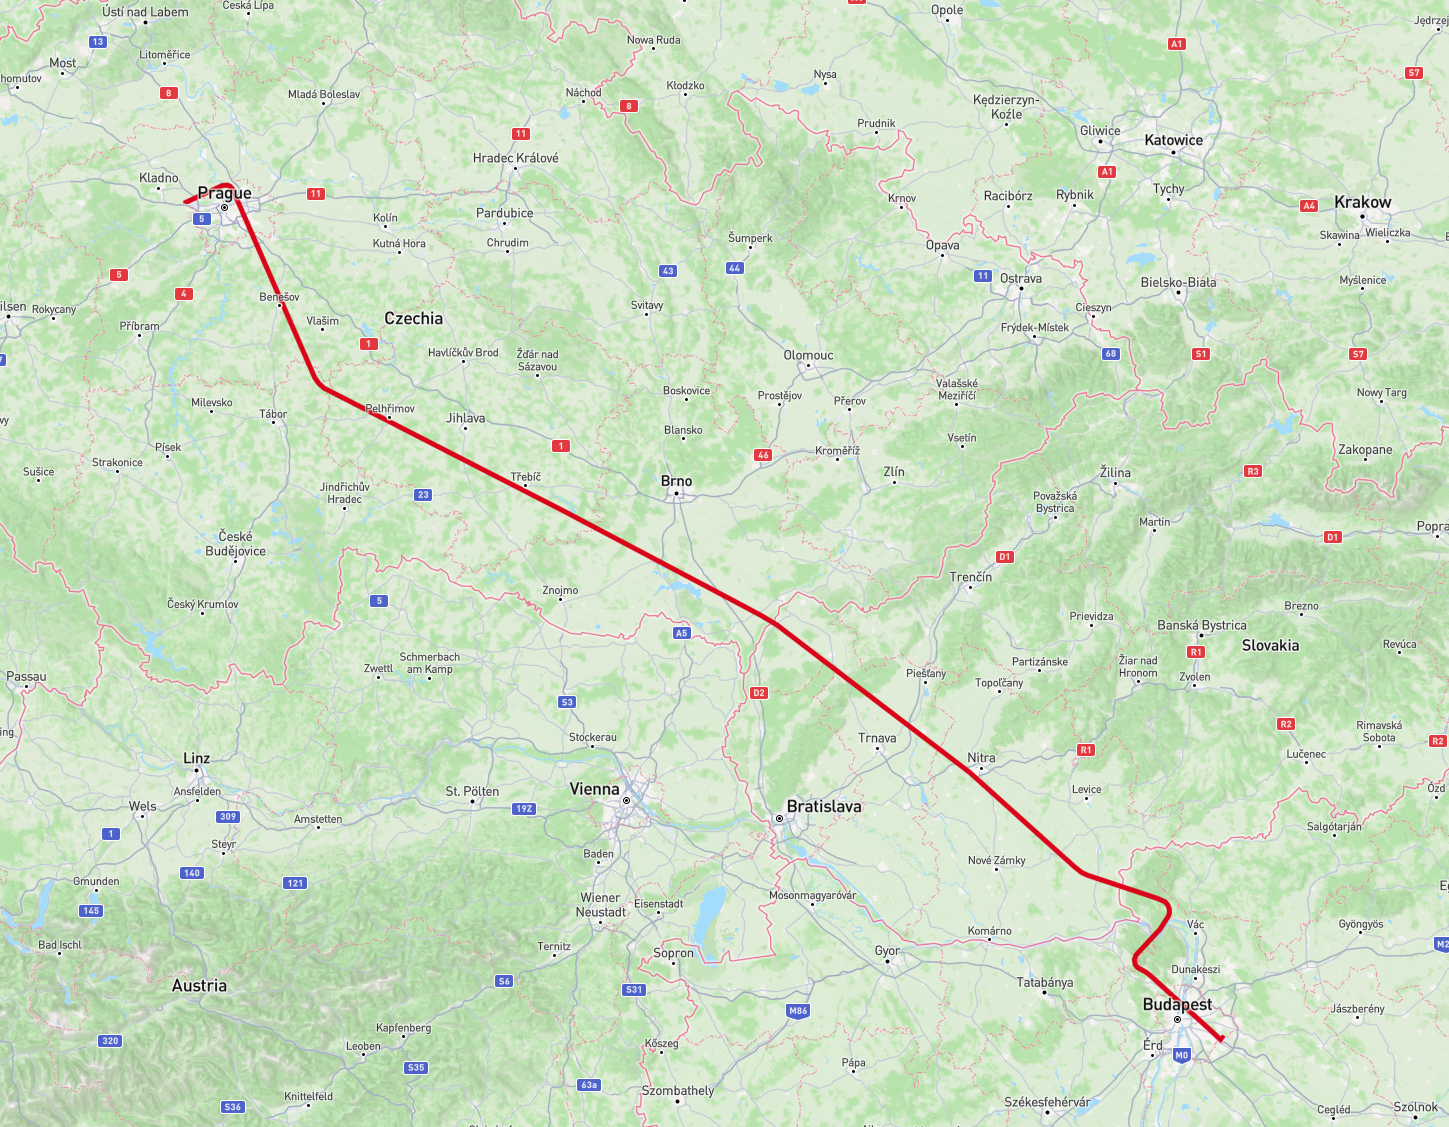 Ústí nad Labem
Česká Lípa
Opole
Jędrzej
13
Nowa Ruda
A1
Litoměřice
Most
homutov
Nysa
S7
8
Mladá Boleslav
Náchod
Kłodzko
8
Kędzierzyn-
Koźle
Prudnik
11
Gliwice
Katowice
Hradec Králové
A1
Kladno
Prague
11
Racibórz
Rybnik
Tychy
Krnov
A4
Krakow
5
Kolín
Pardubice
Skawina
Wieliczka
Kutná Hora
Chrudim
Šumperk
Opava
5
43
44
11
Ostrava
Bielsko-Biała
Myślenice
4
Benešov
ilsen
Rokycany
Svitavy
Cieszyn
Příbram
Vlašim
Czechia
Frýdek-Místek
7
1
Havlíčkův Brod
Žďár nad
Sázavou
Olomouc
68
S1
S7
Boskovice
Prostějov
Přerov
Valašské
Meziříčí
Nowy Targ
Milevsko
Tábor
Pelhřimov
Jihlava
vy
Písek
Blansko
1
46
Kroměříž
Vsetín
Zakopane
Sušice
Strakonice
Třebíč
Brno
Zlín
Žilina
R3
Jindřichův
Hradec
23
Považská
Bystrica
Martin
Popra
České
Budějovice
D1
D1
Trenčín
Znojmo
Český Krumlov
5
Prievidza
Brezno
A5
Banská Bystrica
Slovakia
Revúca
Zwettl
Schmerbach
am Kamp
Passau
Partizánske
Žiar nad
Hronom
R1
Zvolen
Piešťany
Topoľčany
S3
D2
ing
Stockerau
Trnava
R2
Rimavská
Sobota
R2
Linz
Nitra
R1
Lučenec
Ansfelden
Vienna
St. Pölten
Levice
Ózd
Wels
309
Amstetten
19Z
Bratislava
1
Steyr
Salgótarján
Baden
Nové Zámky
140
121
Gmunden
Mosonmagyaróvár
145
Wiener
Neustadt
Eisenstadt
Vác
Gyöngyös
Bad Ischl
Ternitz
Sopron
Gyor
Komárno
M2
Dunakeszi
Austria
S6
S31
Tatabánya
Budapest
M86
Jászberény
Kapfenberg
320
Leoben
Kőszeg
Érd
M0
S35
Pápa
63a
Knittelfeld
Szombathely
S36
Székesfehérvár
Cegléd
Szolnok